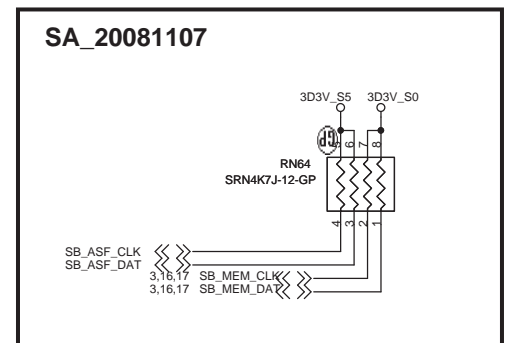 SA_20081107
3D3V_S5 3D3V_S0
GP
5 6 7 8
RN64
SRN4K7J-12-GP
4 3 2 1
SB_ASF_CLK
SB_ASF_DAT
3,16,17 SB_MEM_CLK
3,16,17 SB_MEM_DAT